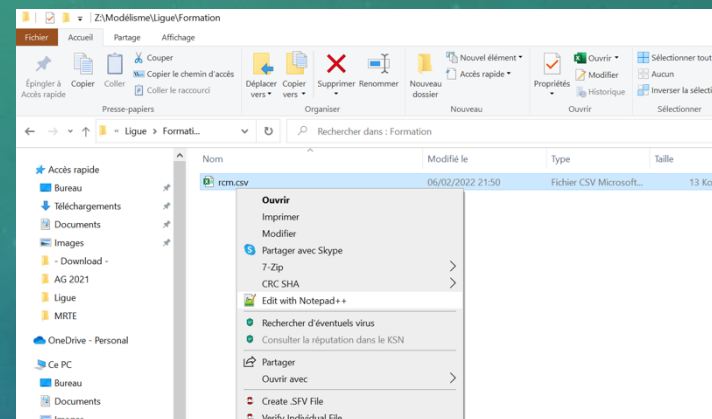 Z:\Modélisme\Ligue\Formation
Fichier Accueil Partage Affichage
Épingler à Accès rapide
Copier
Coller
Couper
Copier le chemin d'accès
Coller le raccourci
Presse-papiers
Déplacer vers
Copier vers
Supprimer
Renommer
Organiser
Nouveau dossier
Nouvel élément
Accès rapide
Nouveau
Propriétés
Ouvrir
Modifier
Historique
Ouvrir
Sélectionner tout
Aucun
Inverser la sélecti
Sélectionner
« Ligue > Formati...
Rechercher dans : Formation
Accès rapide
Bureau
Téléchargements
Documents
Images
- Download -
AG 2021
Ligue
MRTE
OneDrive - Personal
Ce PC
Bureau
Documents
Nom Modifié le Type Taille
rcm.csv 06/02/2022 21:50 Fichier CSV Microsoft... 13 Ko
Ouvrir
Imprimer
Modifier
Partager avec Skype
7-Zip
CRC SHA
Edit with Notepad++
Rechercher d'éventuels virus
Consulter la réputation dans le KSN
Partager
Ouvrir avec
Create .SFV File
Verify Individual File